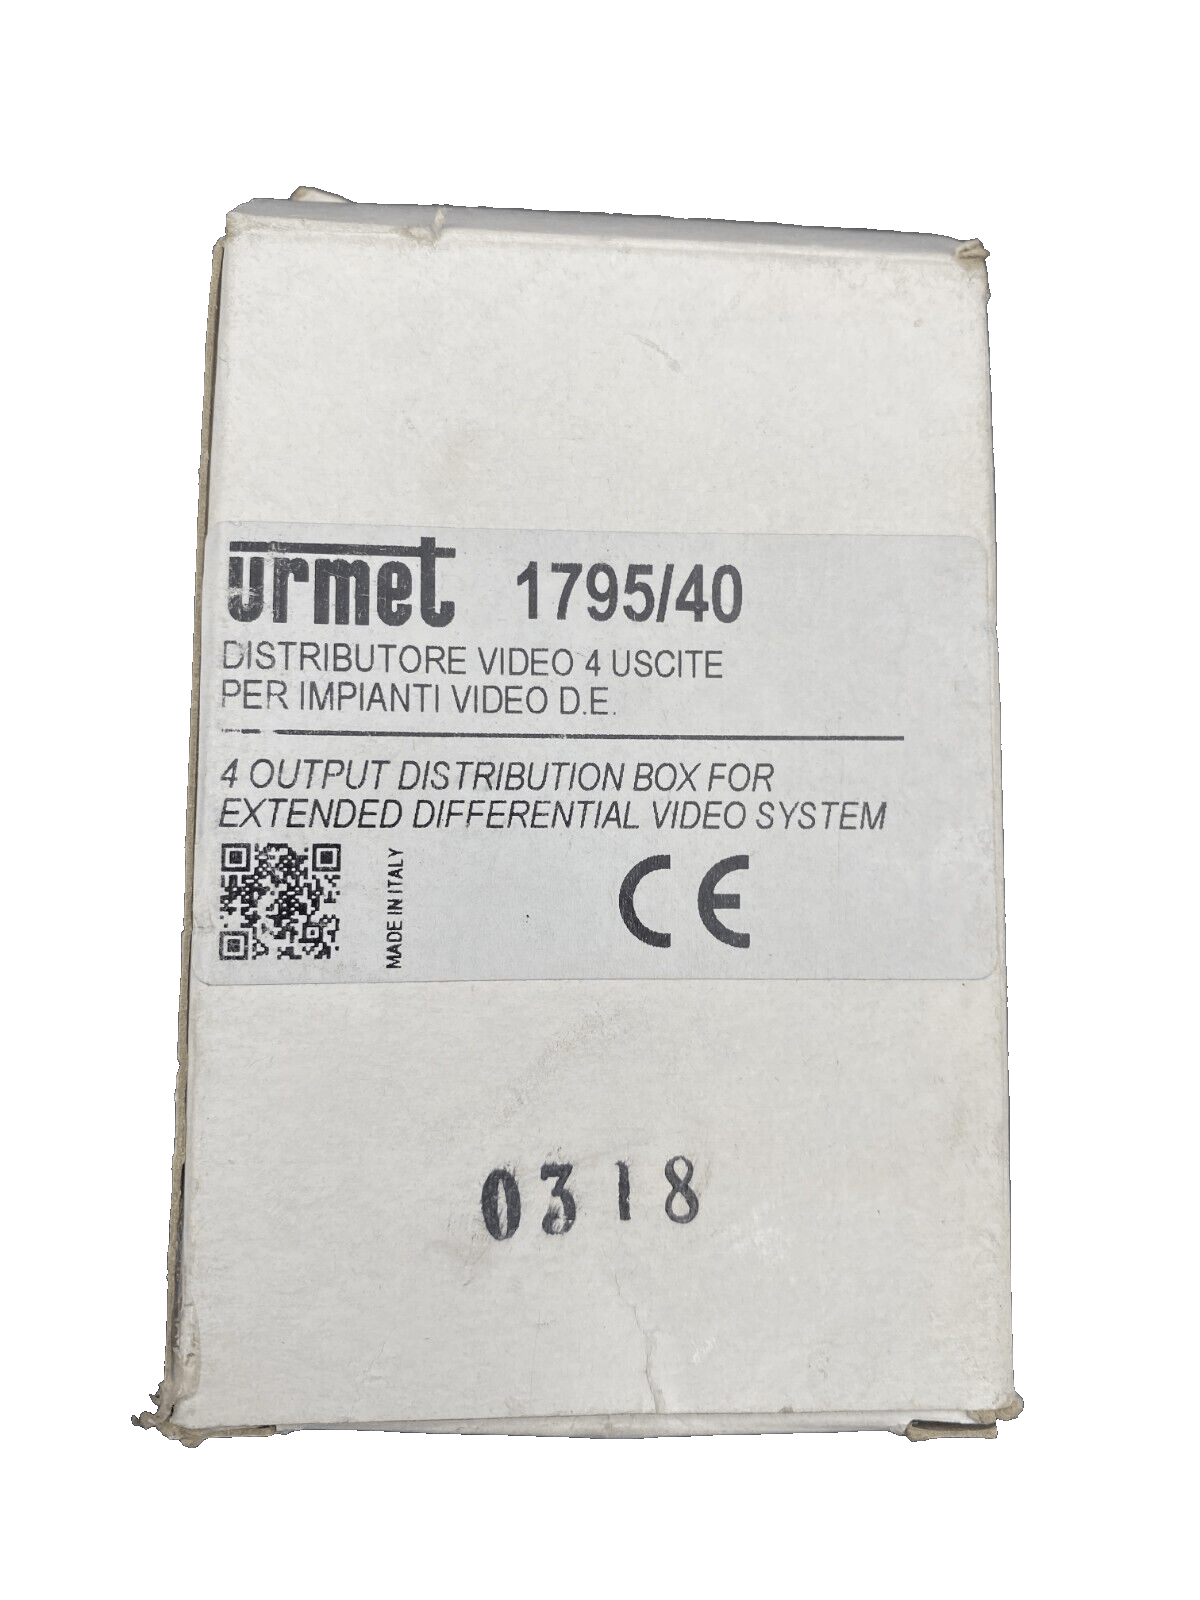 urmet 1795/40
DISTRIBUTORE VIDEO 4 USCITE
PER IMPIANTI VIDEO D.E.
4 OUTPUT DISTRIBUTION BOX FOR
EXTENDED DIFFERENTIAL VIDEO SYSTEM
MADE IN ITALY
CE
0318